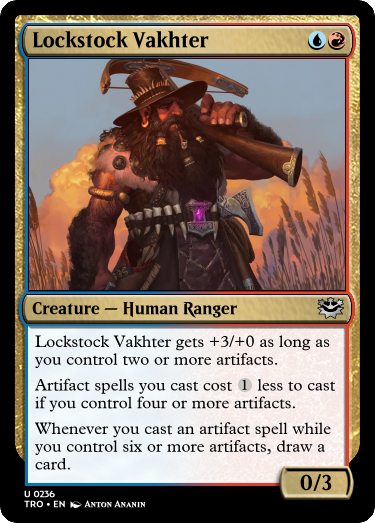 Lockstock Vakhter
Creature — Human Ranger
Lockstock Vakhter gets +3/+0 as long as
you control two or more artifacts.
Artifact spells you cast cost 1 less to cast
if you control four or more artifacts.
Whenever you cast an artifact spell while
you control six or more artifacts, draw a
card.
0/3
U 0236
TRO • EN Anton Ananin